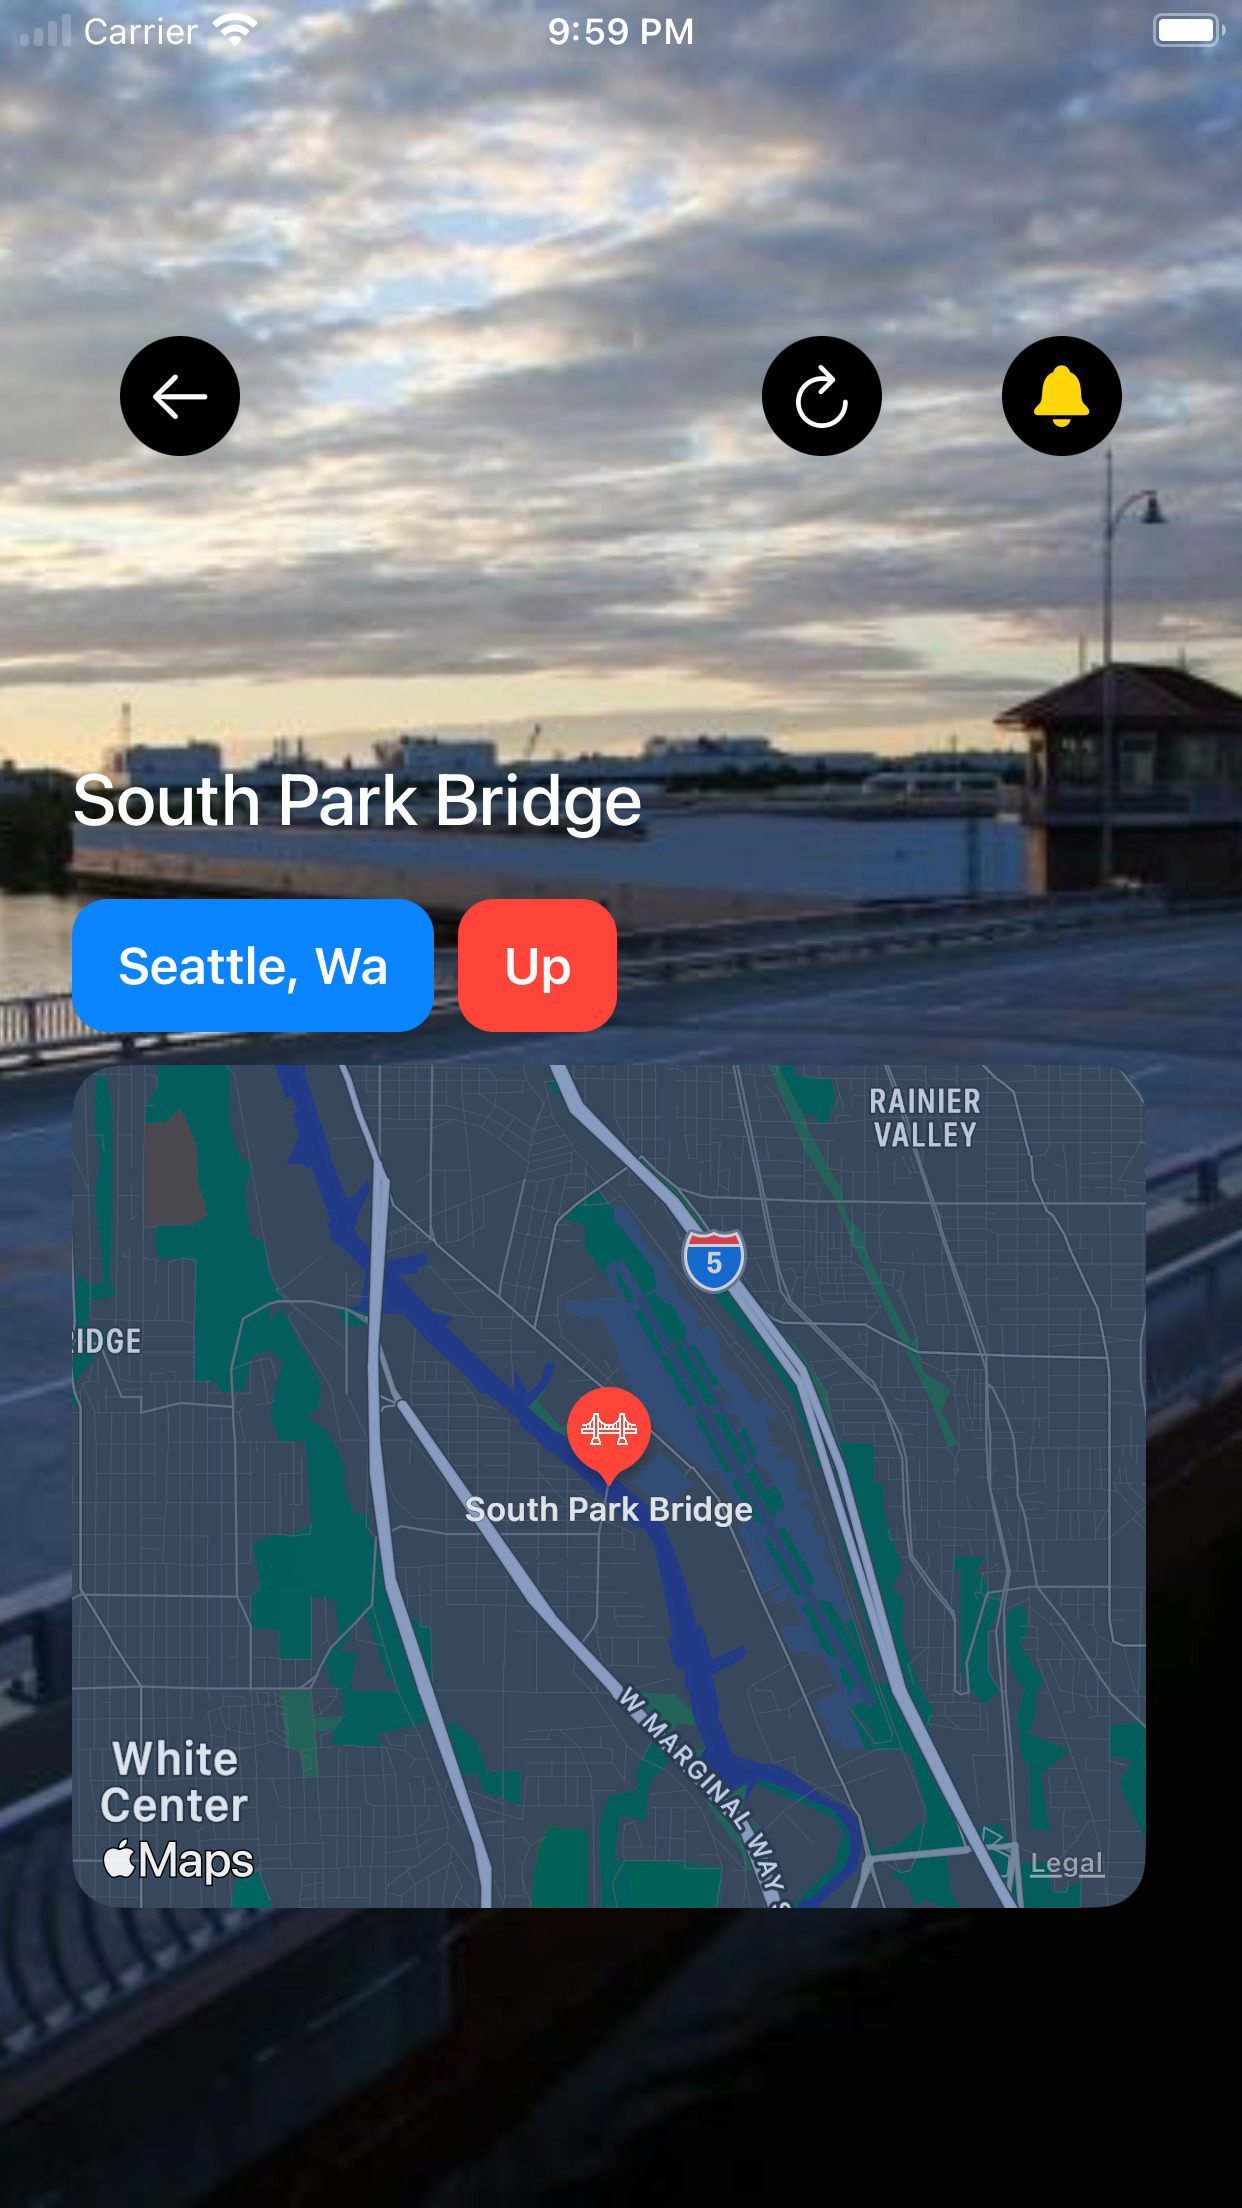 Carrier
9:59 PM
South Park Bridge
Seattle, Wa
Up
RAINIER
VALLEY
5
RIDGE
South Park Bridge
W MARGINAL WAY S
White
Center
Maps
Legal